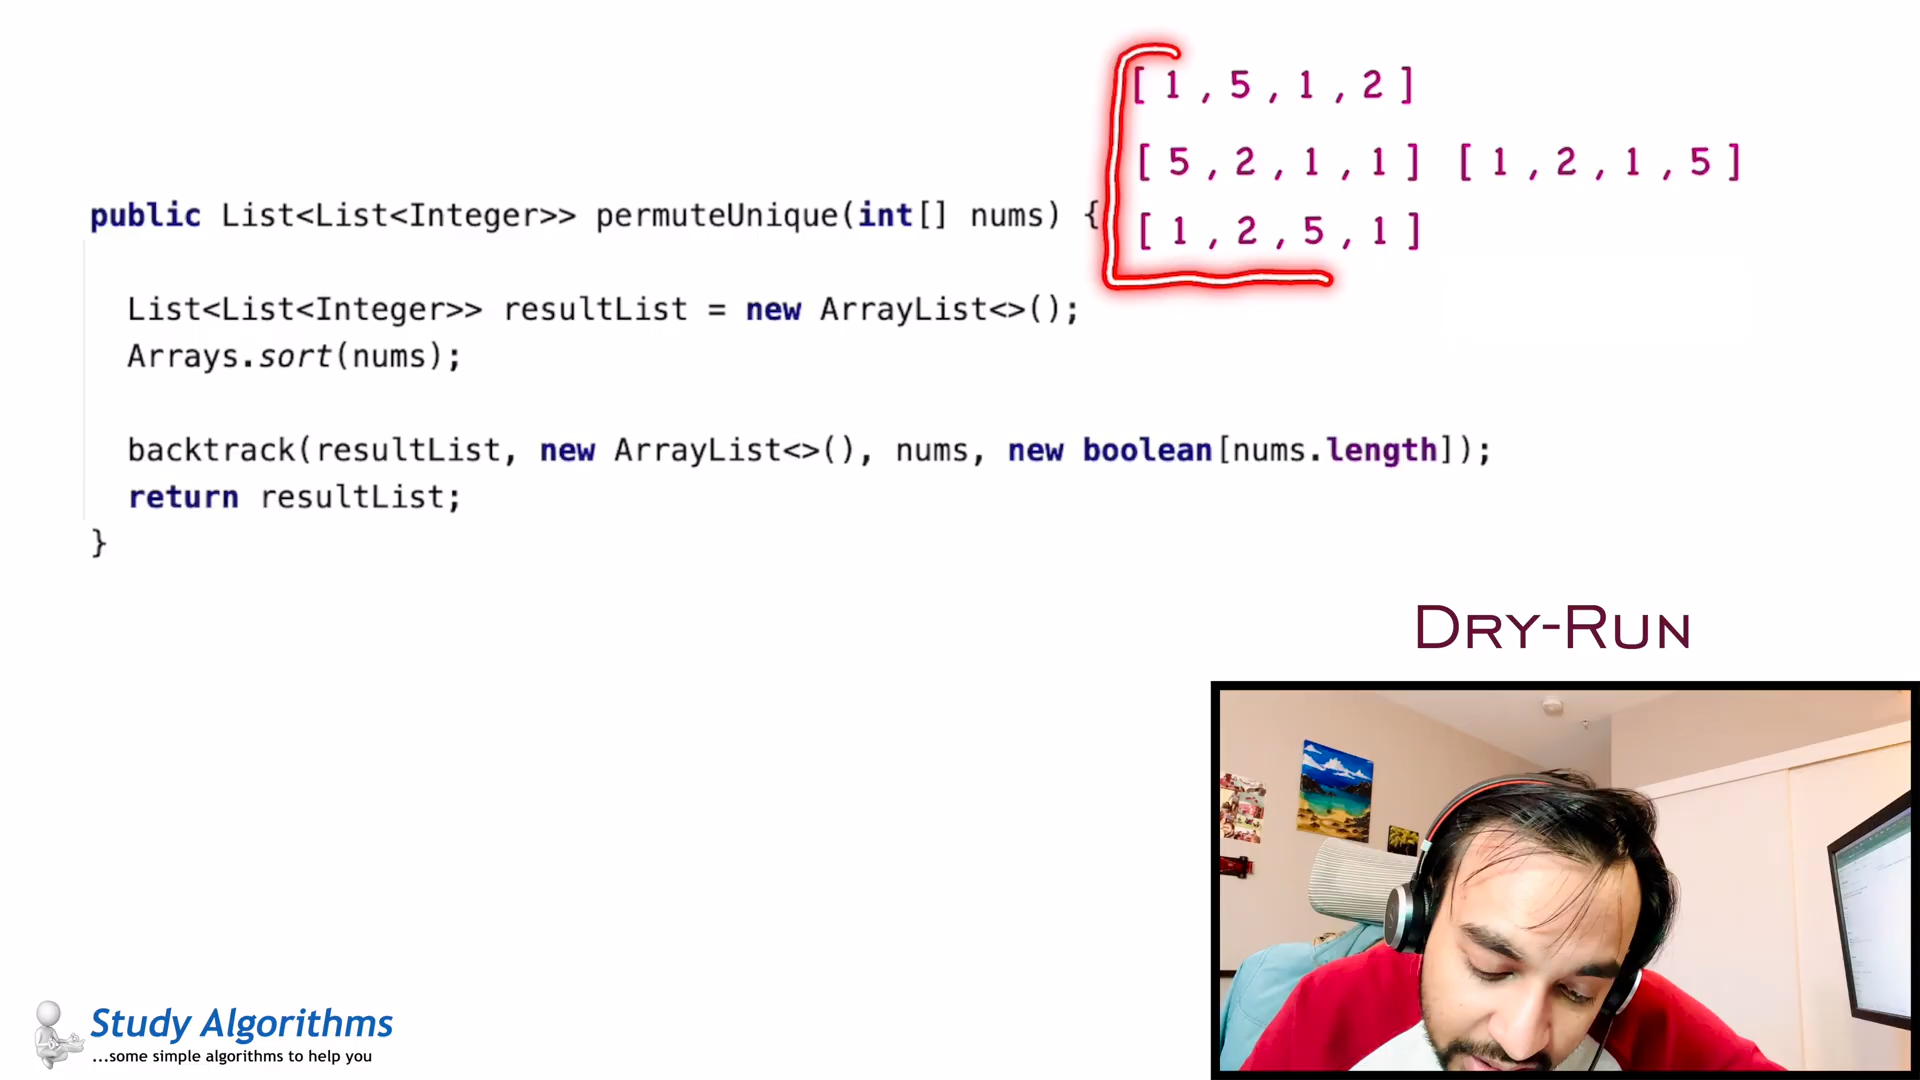 [ 1 , 5 , 1 , 2 ]
[ 5 , 2 , 1 , 1 ] [ 1 , 2 , 1 , 5 ]
[ 1 , 2 , 5 , 1 ]
public List<List<Integer>> permuteUnique(int[] nums) {
List<List<Integer>> resultList = new ArrayList<>();
Arrays.sort(nums);
backtrack(resultList, new ArrayList<>(), nums, new boolean[nums.length]);
return resultList;
}
DRY-RUN
Study Algorithms
...some simple algorithms to help you